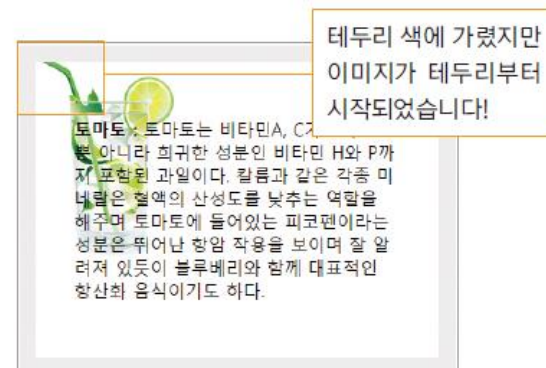 테두리 색에 가렸지만
이미지가 테두리부터
시작되었습니다!
토마토 : 토마토는 비타민A, C가
뿐 아니라 희귀한 성분인 비타민 H와 P까
지 포함된 과일이다. 칼륨과 같은 각종 미
네랄은 혈액의 산성도를 낮추는 역할을
해주며 토마토에 들어있는 피코펜이라는
성분은 뛰어난 항암 작용을 보이며 잘 알
려져 있듯이 블루베리와 함께 대표적인
항산화 음식이기도 하다.